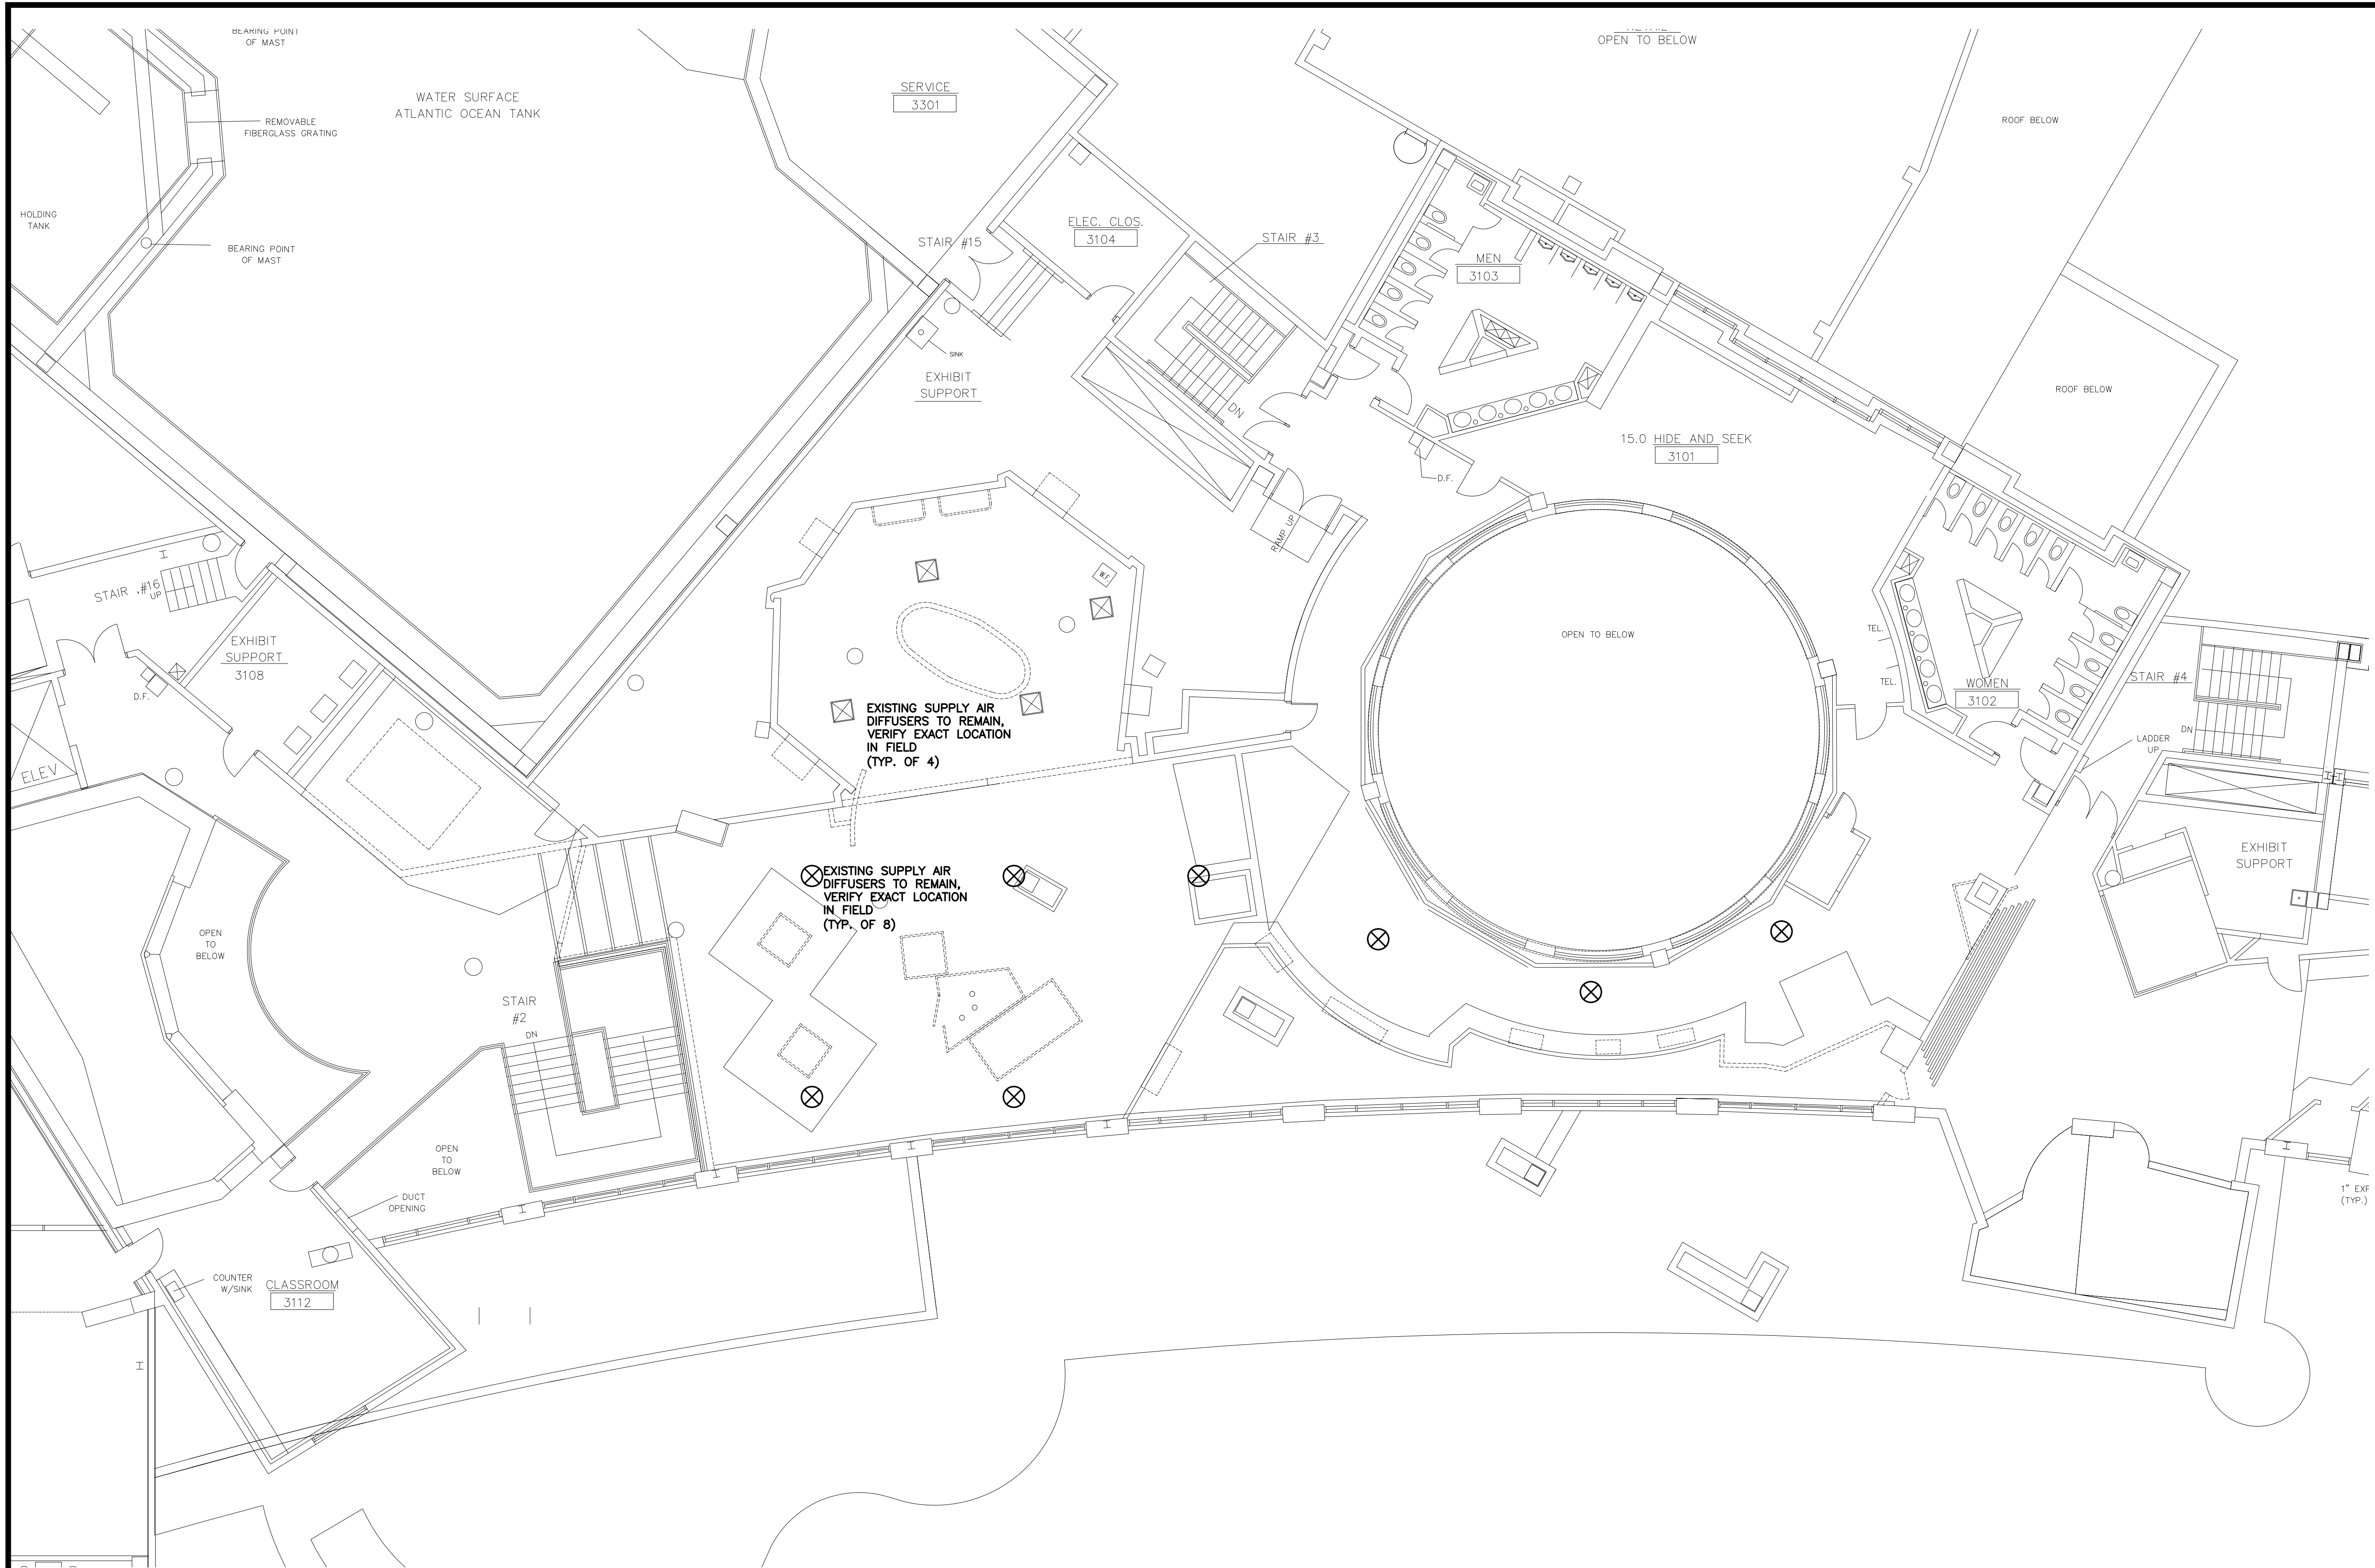 BEARING POINT
OF MAST
OPEN TO BELOW
WATER SURFACE
ATLANTIC OCEAN TANK
SERVICE
3301
REMOVABLE
FIBERGLASS GRATING
ROOF BELOW
HOLDING
TANK
BEARING POINT
OF MAST
STAIR #15
ELEC. CLOS.
3104
STAIR #3
MEN
3103
SINK
EXHIBIT
SUPPORT
DN
ROOF BELOW
15.0 HIDE AND SEEK
3101
D.F.
RAMP UP
STAIR #16
UP
W.F.
EXHIBIT
SUPPORT
3108
D.F.
OPEN TO BELOW
TEL.
TEL.
WOMEN
3102
STAIR #4
DN
LADDER
UP
EXISTING SUPPLY AIR
DIFFUSERS TO REMAIN,
VERIFY EXACT LOCATION
IN FIELD
(TYP. OF 4)
ELEV
EXHIBIT
SUPPORT
EXISTING SUPPLY AIR
DIFFUSERS TO REMAIN,
VERIFY EXACT LOCATION
IN FIELD
(TYP. OF 8)
OPEN
TO
BELOW
STAIR
#2
DN
OPEN
TO
BELOW
DUCT
OPENING
1" EXP
(TYP.)
COUNTER
W/SINK
CLASSROOM
3112